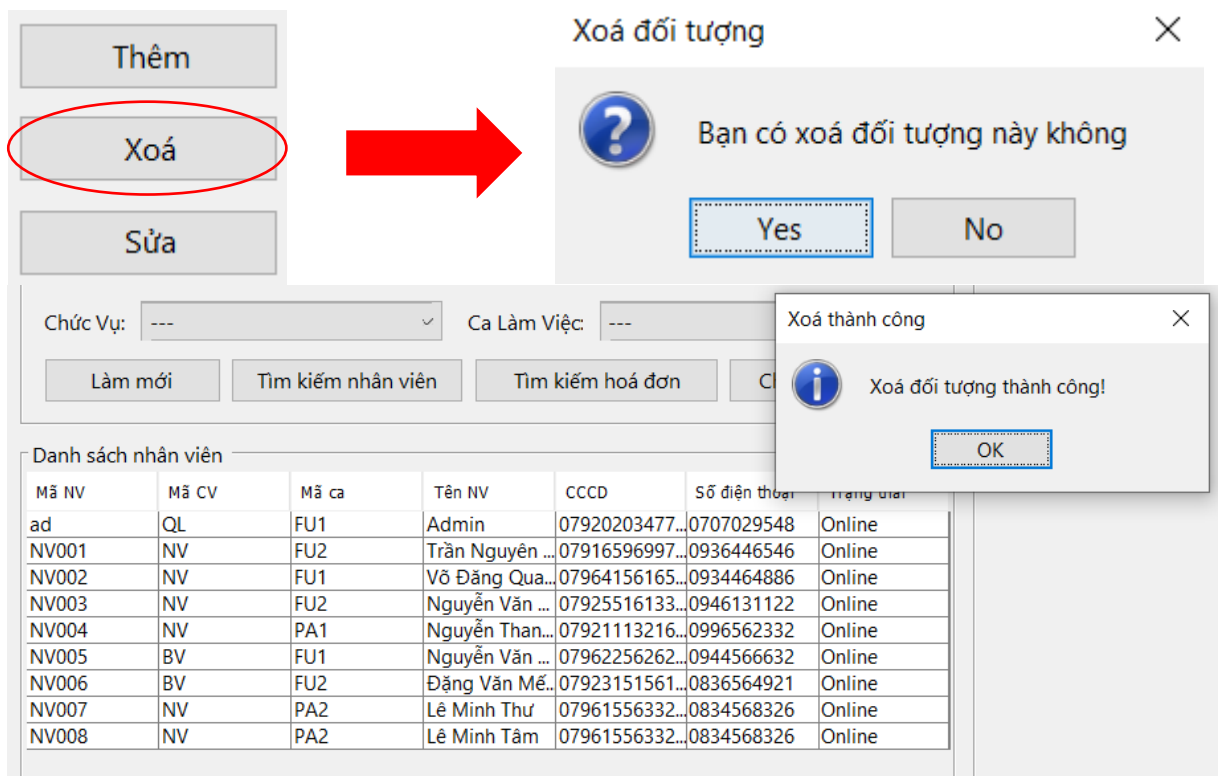 Thêm
Xoá
Sửa
Xoá đối tượng
Bạn có xoá đối tượng này không
Yes No
Chức Vụ: --- Ca Làm Việc: ---
Làm mới Tìm kiếm nhân viên Tìm kiếm hoá đơn
Xoá thành công
Xoá đối tượng thành công!
OK
Danh sách nhân viên
Mã NV Mã CV Mã ca Tên NV CCCD Số điện thoại Trạng thái
ad QL FU1 Admin 07920203477... 0707029548 Online
NV001 NV FU2 Trần Nguyên ... 07916596997... 0936446546 Online
NV002 NV FU1 Võ Đăng Qua... 07964156165... 0934464886 Online
NV003 NV FU2 Nguyễn Văn ... 07925516133... 0946131122 Online
NV004 NV PA1 Nguyễn Than... 07921113216... 0996562332 Online
NV005 BV FU1 Nguyễn Văn ... 07962256262... 0944566632 Online
NV006 BV FU2 Đặng Văn Mế... 07923151561... 0836564921 Online
NV007 NV PA2 Lê Minh Thư 07961556332... 0834568326 Online
NV008 NV PA2 Lê Minh Tâm 07961556332... 0834568326 Online